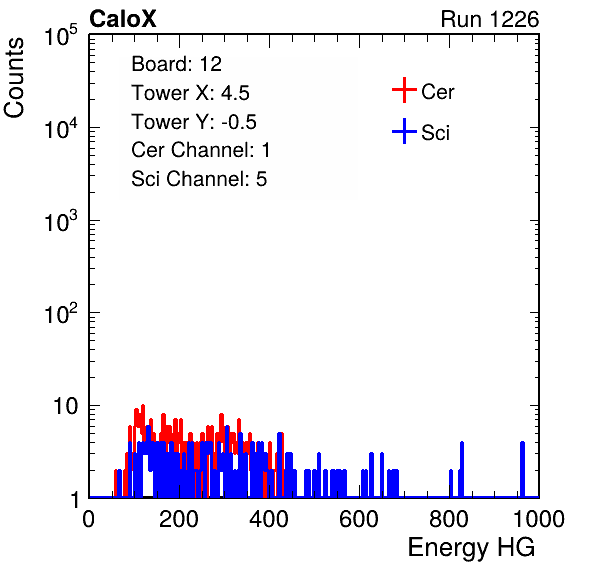 CaloX Run 1226
Counts
Board: 12
Tower X: 4.5
Tower Y: -0.5
Cer Channel: 1
Sci Channel: 5
Cer
Sci
10^5
10^4
10^3
10^2
10
1
0 200 400 600 800 1000
Energy HG